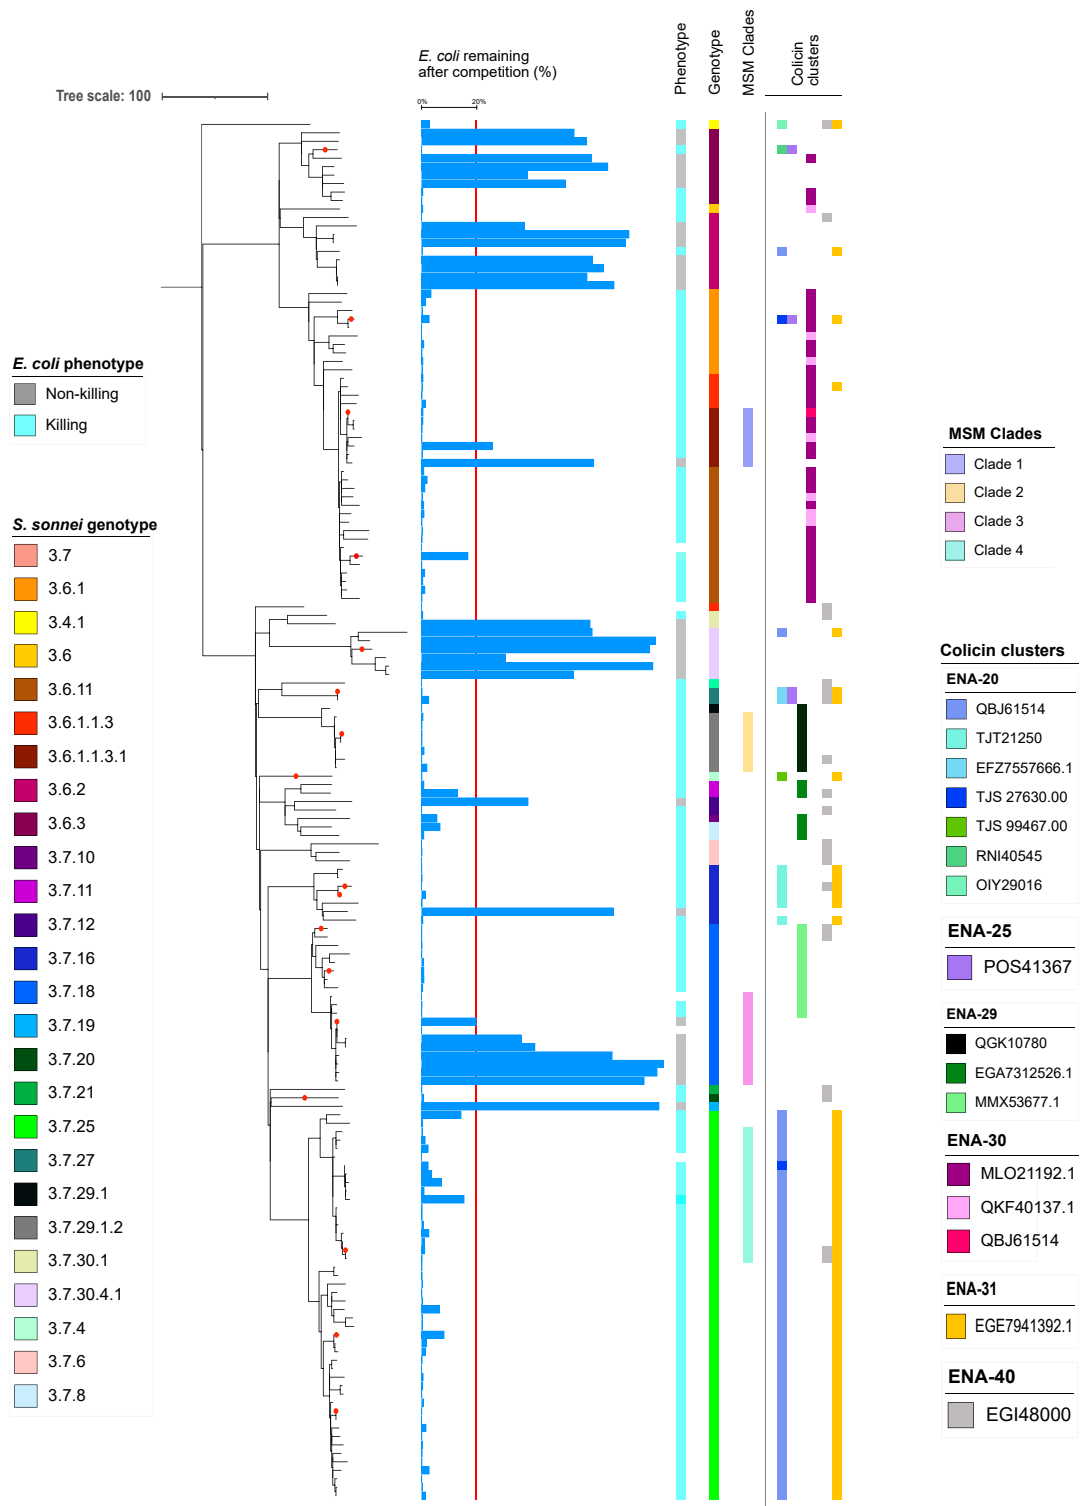 E. coli remaining
after competition (%)
Phenotype
Genotype
MSM Clades
Colicin
clusters
Tree scale: 100
0%
20%
E. coli phenotype
Non-killing
Killing
S. sonnei genotype
3.7
3.6.1
3.4.1
3.6
3.6.11
3.6.1.1.3
3.6.1.1.3.1
3.6.2
3.6.3
3.7.10
3.7.11
3.7.12
3.7.16
3.7.18
3.7.19
3.7.20
3.7.21
3.7.25
3.7.27
3.7.29.1
3.7.29.1.2
3.7.30.1
3.7.30.4.1
3.7.4
3.7.6
3.7.8
MSM Clades
Clade 1
Clade 2
Clade 3
Clade 4
Colicin clusters
ENA-20
QBJ61514
TJT21250
EFZ7557666.1
TJS 27630.00
TJS 99467.00
RNI40545
OIY29016
ENA-25
POS41367
ENA-29
QGK10780
EGA7312526.1
MMX53677.1
ENA-30
MLO21192.1
QKF40137.1
QBJ61514
ENA-31
EGE7941392.1
ENA-40
EGI48000